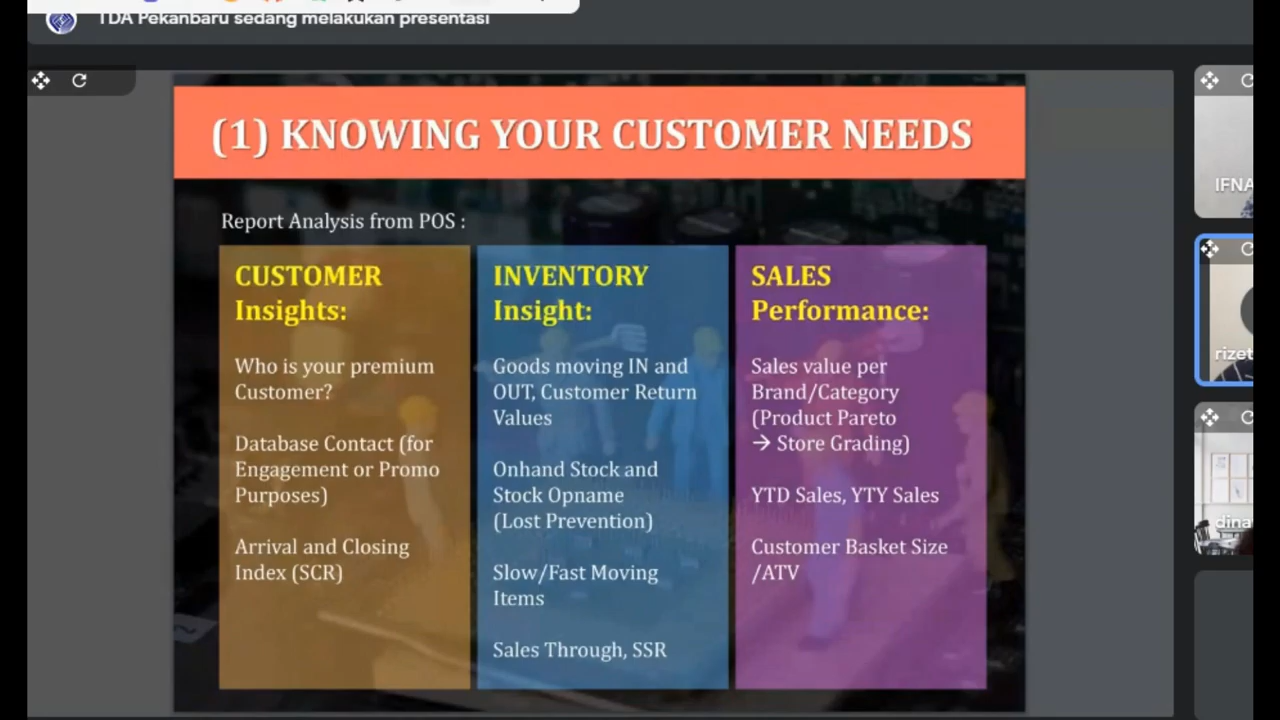 TDA Pekanbaru sedang melakukan presentasi
(1) KNOWING YOUR CUSTOMER NEEDS
Report Analysis from POS :
CUSTOMER
Insights:
Who is your premium
Customer?
Database Contact (for
Engagement or Promo
Purposes)
Arrival and Closing
Index (SCR)
INVENTORY
Insight:
Goods moving IN and
OUT, Customer Return
Values
Onhand Stock and
Stock Opname
(Lost Prevention)
Slow/Fast Moving
Items
Sales Through, SSR
SALES
Performance:
Sales value per
Brand/Category
(Product Pareto
→ Store Grading)
YTD Sales, YTY Sales
Customer Basket Size
/ATV
IFNA
rizet
dina